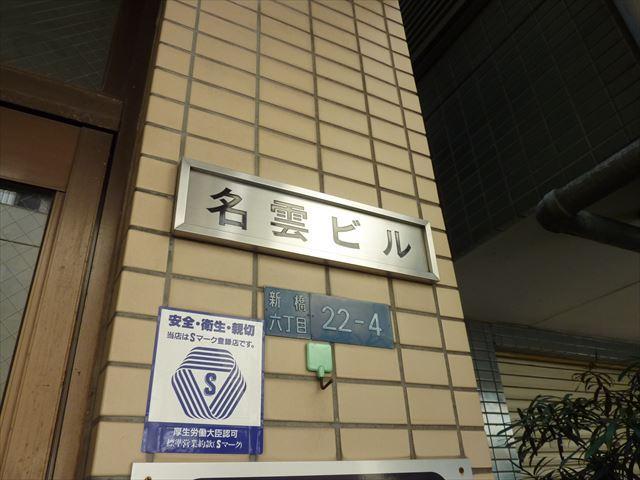 名雲ビル
新橋
六丁目
22-4
安全・衛生・親切
当店はSマーク登録店です。
S
厚生労働大臣認可
標準営業約款(Sマーク)